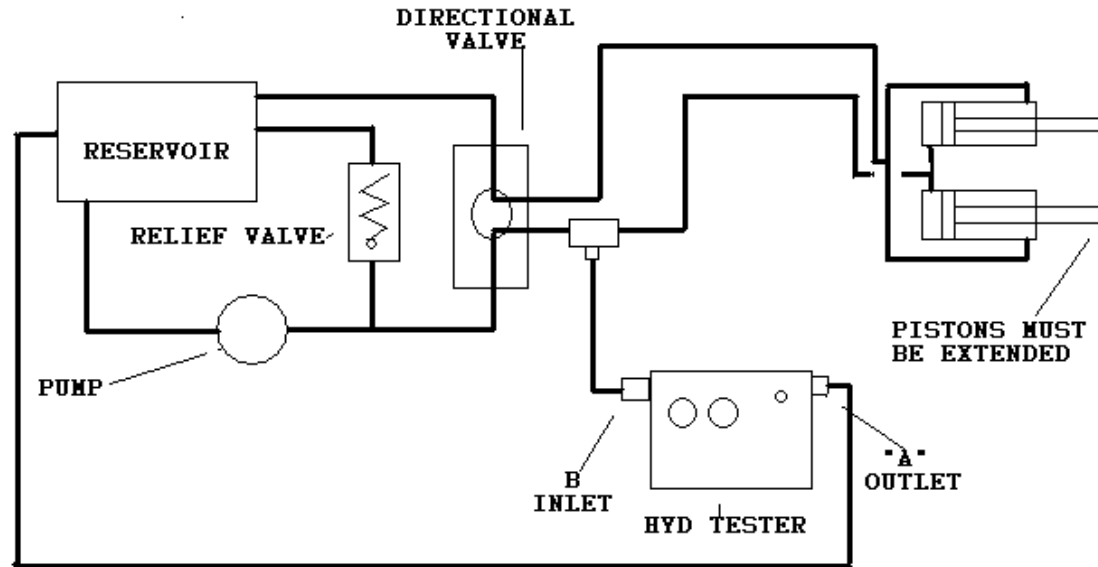 DIRECTIONAL
VALVE
RESERVOIR
RELIEF VALVE
PUMP
PISTONS MUST
BE EXTENDED
B
INLET
"A"
OUTLET
HYD TESTER